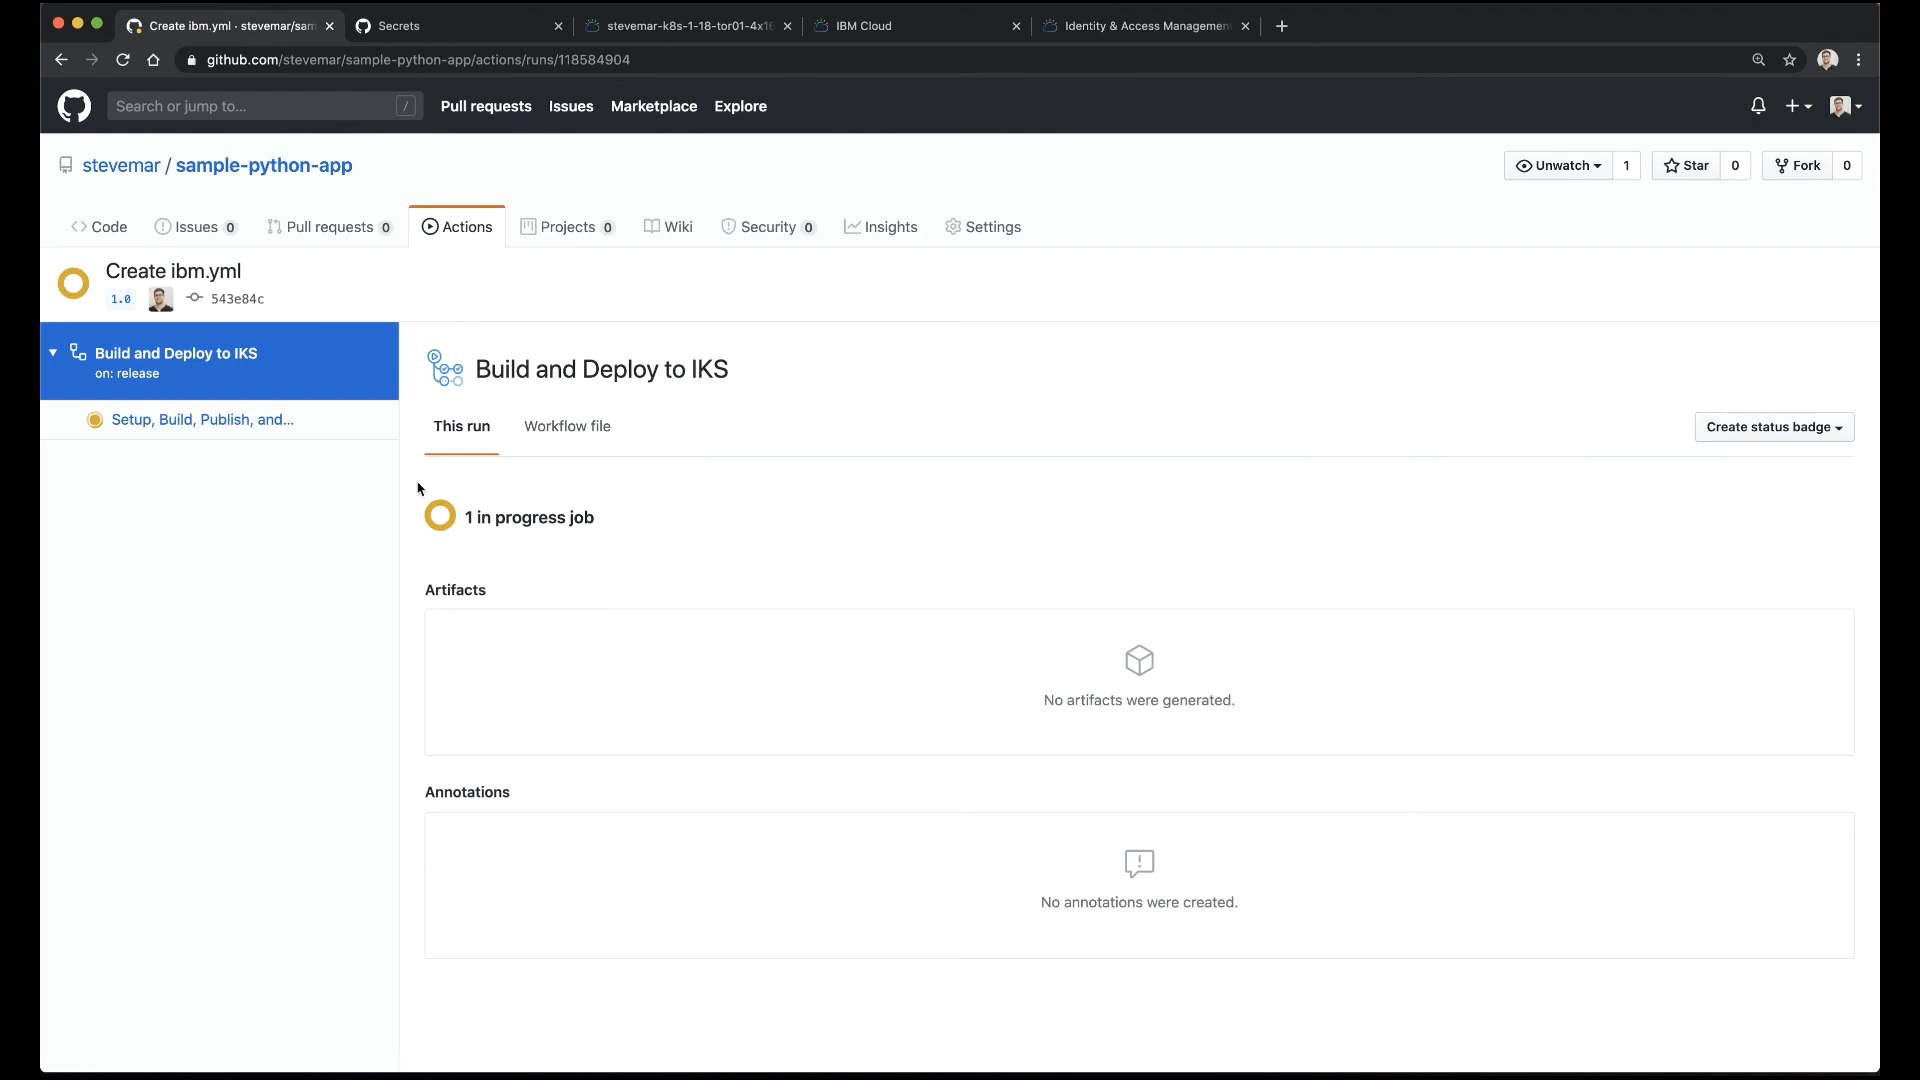 Create ibm.yml · stevemar/sam
Secrets
stevemar-k8s-1-18-tor01-4x16
IBM Cloud
Identity & Access Management
github.com/stevemar/sample-python-app/actions/runs/118584904
Search or jump to...
/
Pull requests
Issues
Marketplace
Explore
stevemar / sample-python-app
Unwatch
1
Star
0
Fork
0
Code
Issues 0
Pull requests 0
Actions
Projects 0
Wiki
Security 0
Insights
Settings
Create ibm.yml
1.0
543e84c
Build and Deploy to IKS
on: release
Setup, Build, Publish, and...
Build and Deploy to IKS
This run
Workflow file
Create status badge
1 in progress job
Artifacts
No artifacts were generated.
Annotations
No annotations were created.